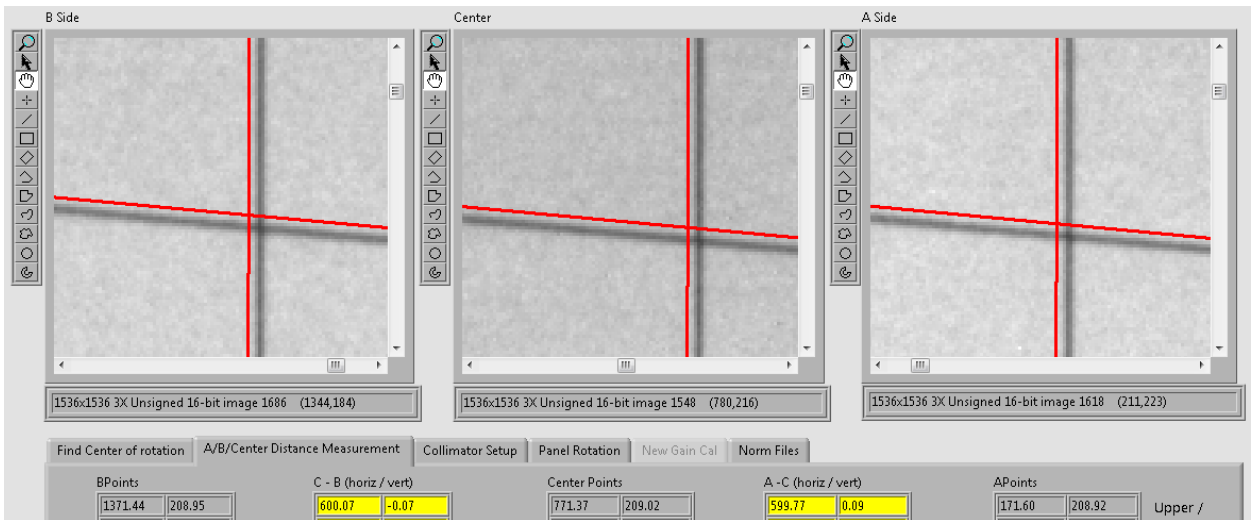 B Side
Center
A Side
1536x1536 3X Unsigned 16-bit image 1686 (1344,184)
1536x1536 3X Unsigned 16-bit image 1548 (780,216)
1536x1536 3X Unsigned 16-bit image 1618 (211,223)
Find Center of rotation A/B/Center Distance Measurement Collimator Setup Panel Rotation New Gain Cal Norm Files
BPoints C - B (horiz / vert) Center Points A -C (horiz / vert) APoints
1371.44 208.95 600.07 -0.07 771.37 209.02 599.77 0.09 171.60 208.92 Upper /